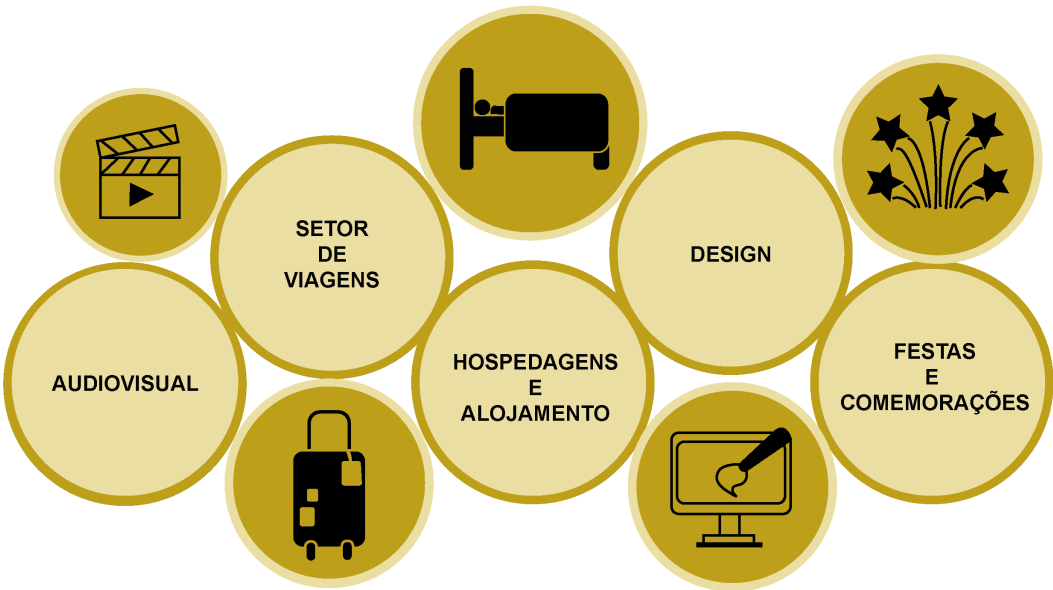 AUDIOVISUAL
SETOR
DE
VIAGENS
HOSPEDAGENS
E
ALOJAMENTO
DESIGN
FESTAS
E
COMEMORAÇÕES